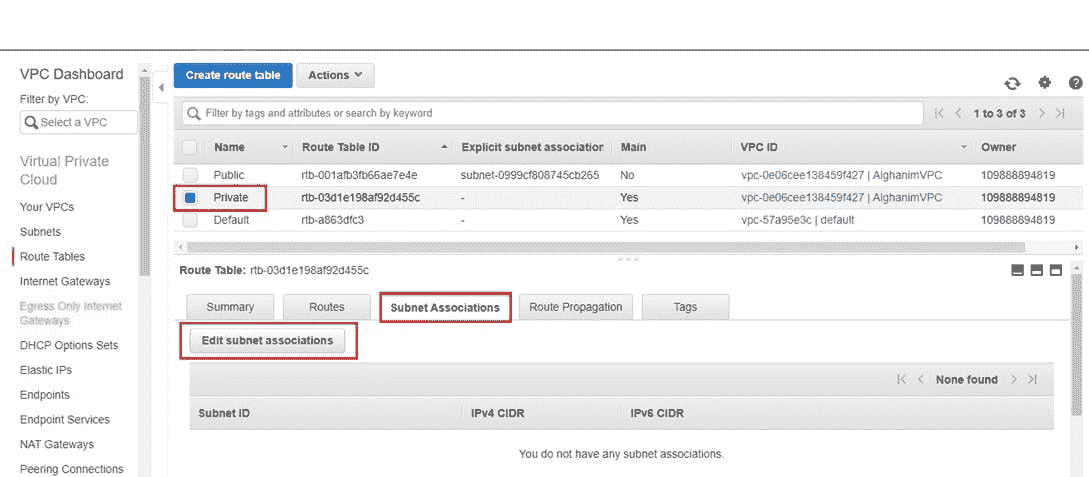 VPC Dashboard
Filter by VPC:
Select a VPC
Virtual Private
Cloud
Your VPCs
Subnets
Route Tables
Internet Gateways
Egress Only Internet
Gateways
DHCP Options Sets
Elastic IPs
Endpoints
Endpoint Services
NAT Gateways
Peering Connections
Create route table Actions
Filter by tags and attributes or search by keyword 1 to 3 of 3
Name Route Table ID Explicit subnet association Main VPC ID Owner
Public rtb-001afb3fb66ae7e4e subnet-0999cf808745cb265 No vpc-0e06cee138459f427 | AlghanimVPC 109888894819
Private rtb-03d1e198af92d455c - Yes vpc-0e06cee138459f427 | AlghanimVPC 109888894819
Default rtb-a863dfc3 - Yes vpc-57a95e3c | default 109888894819
Route Table: rtb-03d1e198af92d455c
Summary Routes Subnet Associations Route Propagation Tags
Edit subnet associations
None found
Subnet ID IPv4 CIDR IPv6 CIDR
You do not have any subnet associations.